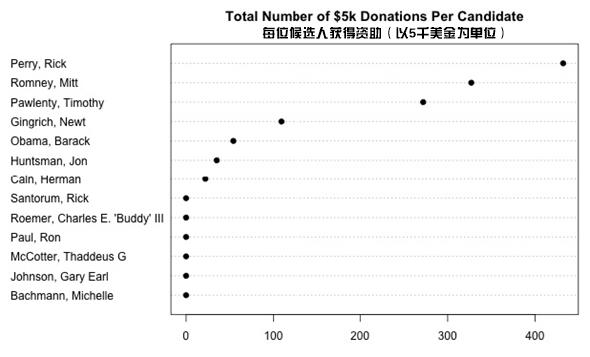 Total Number of $5k Donations Per Candidate
每位候选人获得资助（以5千美金为单位）
Perry, Rick
Romney, Mitt
Pawlenty, Timothy
Gingrich, Newt
Obama, Barack
Huntsman, Jon
Cain, Herman
Santorum, Rick
Roemer, Charles E. 'Buddy' III
Paul, Ron
McCotter, Thaddeus G
Johnson, Gary Earl
Bachmann, Michelle
0 100 200 300 400